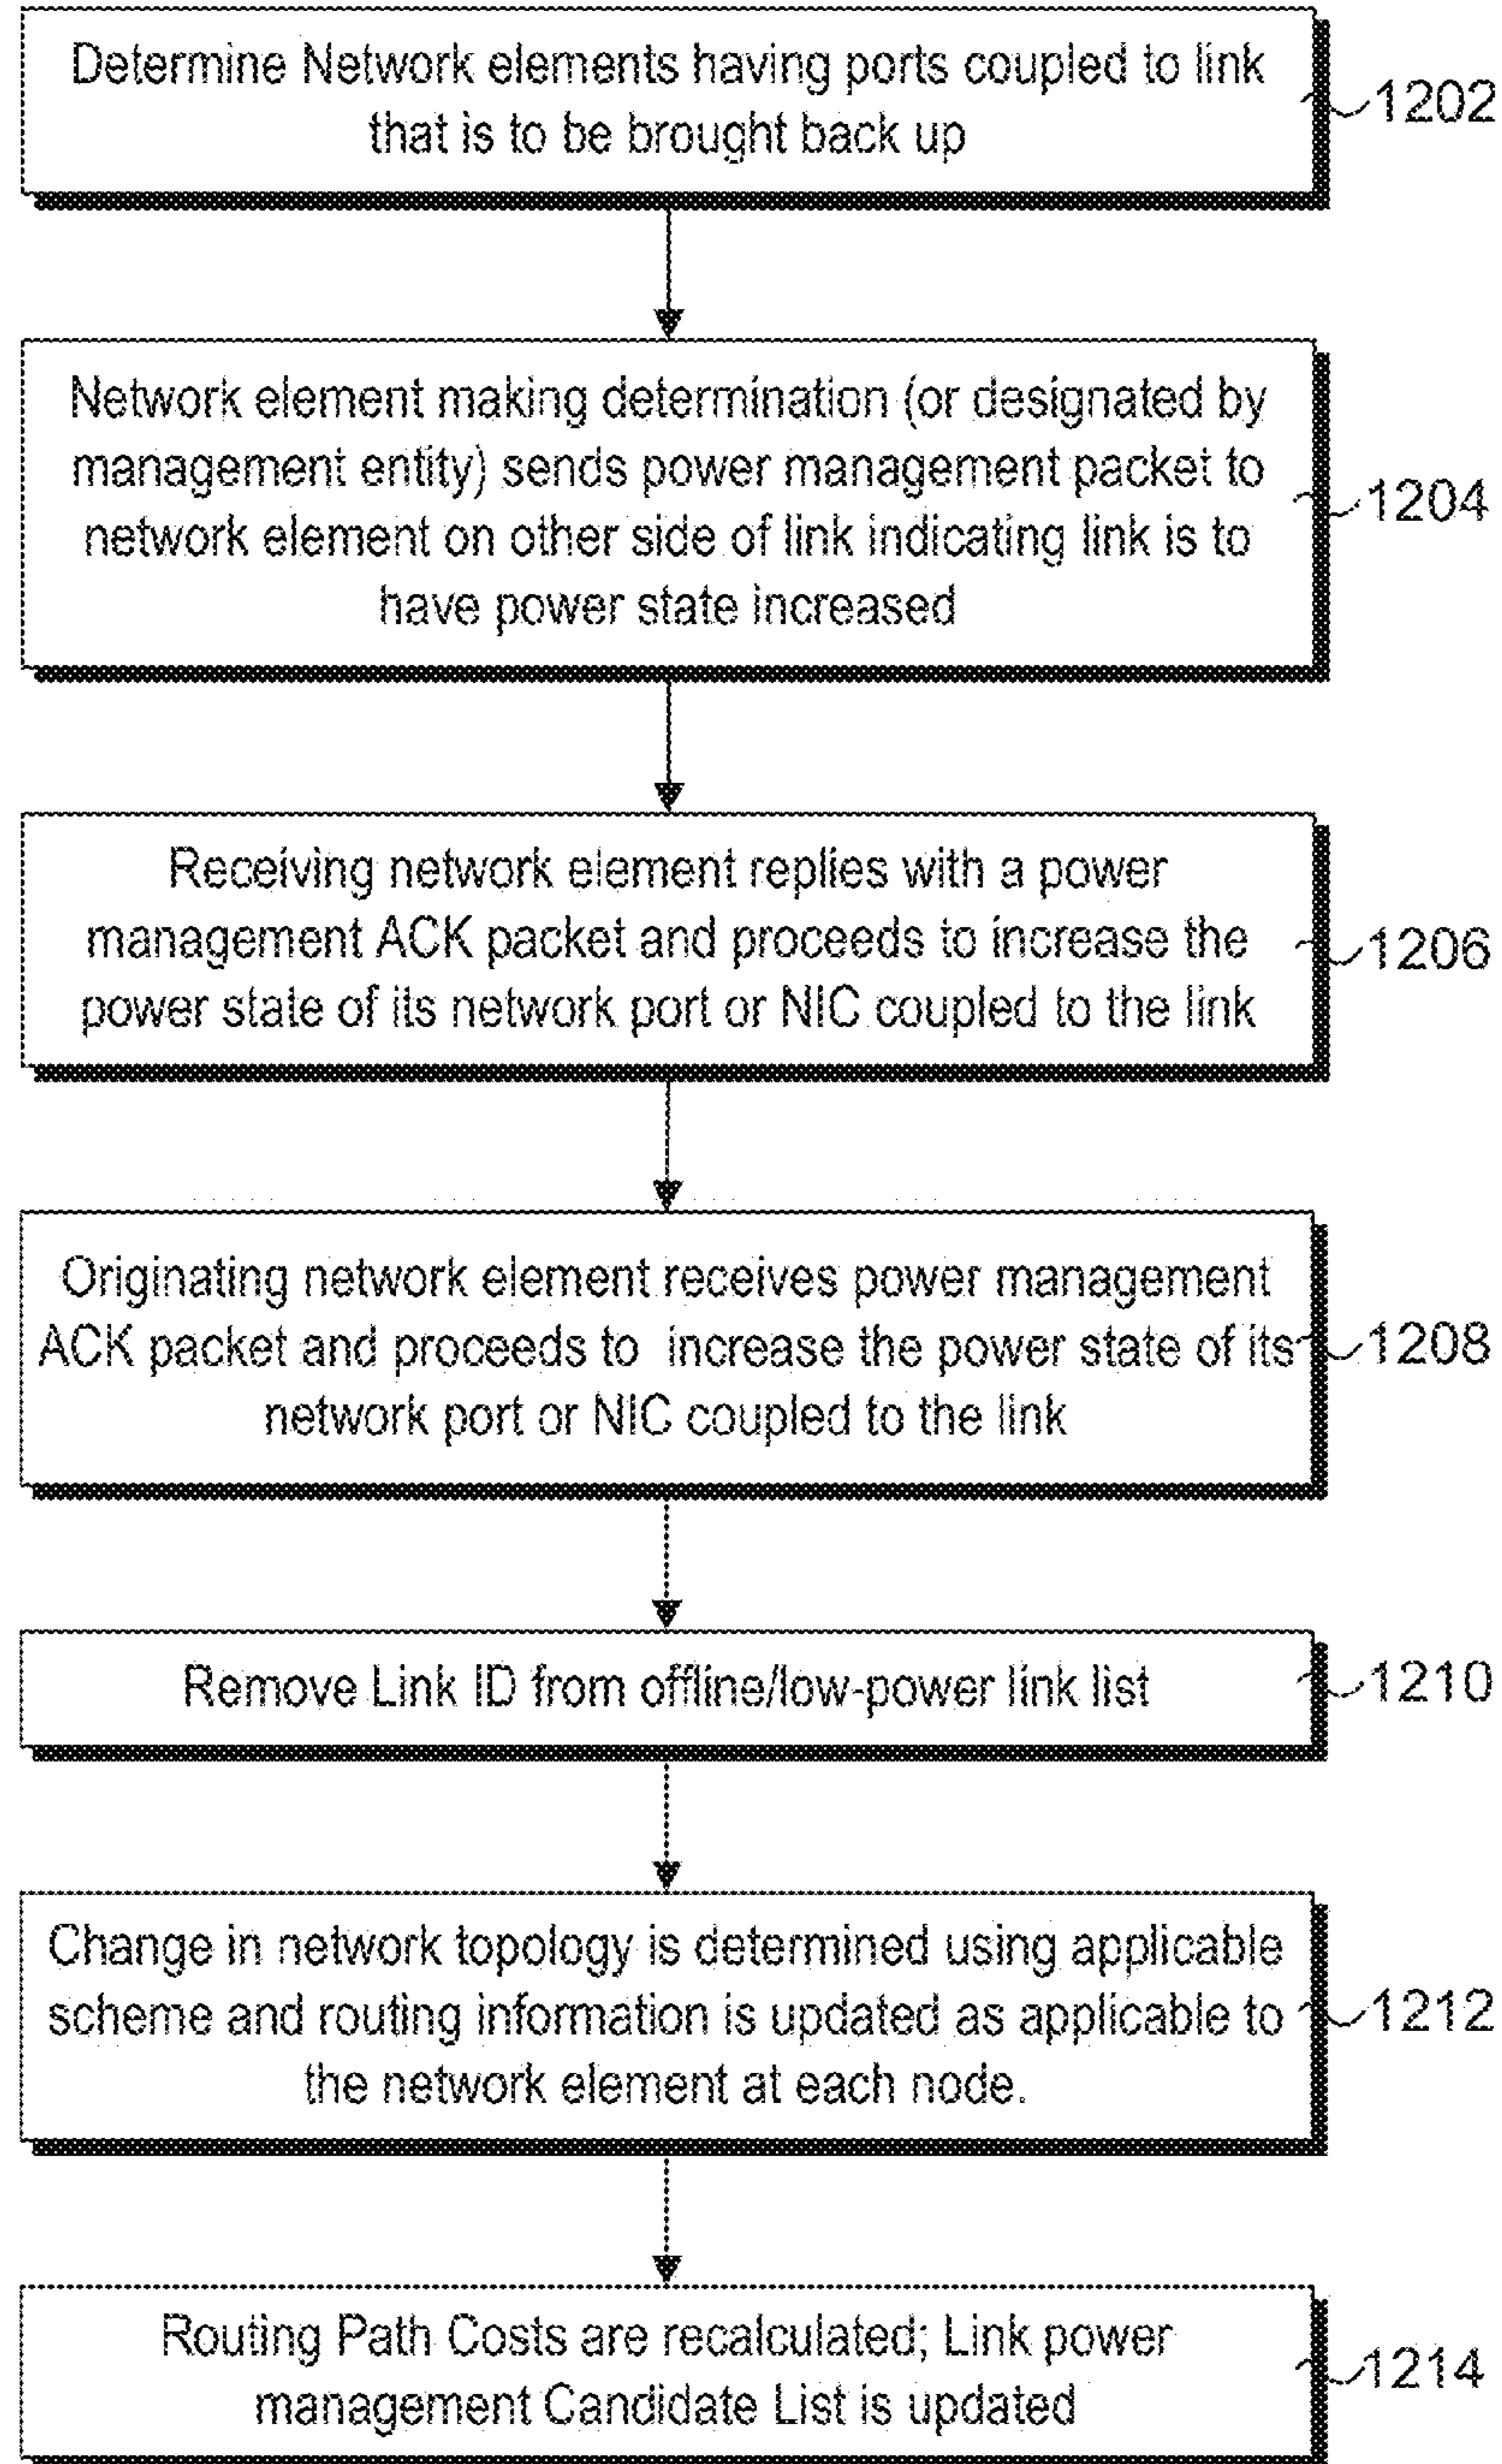 Determine Network elements having ports coupled to link
that is to be brought back up
1202
Network element making determination (or designated by
management entity) sends power management packet to
network element on other side of link indicating link is to
have power state increased
1204
Receiving network element replies with a power
management ACK packet and proceeds to increase the
power state of its network port or NIC coupled to the link
1206
Originating network element receives power management
ACK packet and proceeds to increase the power state of its
network port or NIC coupled to the link
1208
Remove Link ID from offline/low-power link list
1210
Change in network topology is determined using applicable
scheme and routing information is updated as applicable to
the network element at each node.
1212
Routing Path Costs are recalculated; Link power
management Candidate List is updated
1214